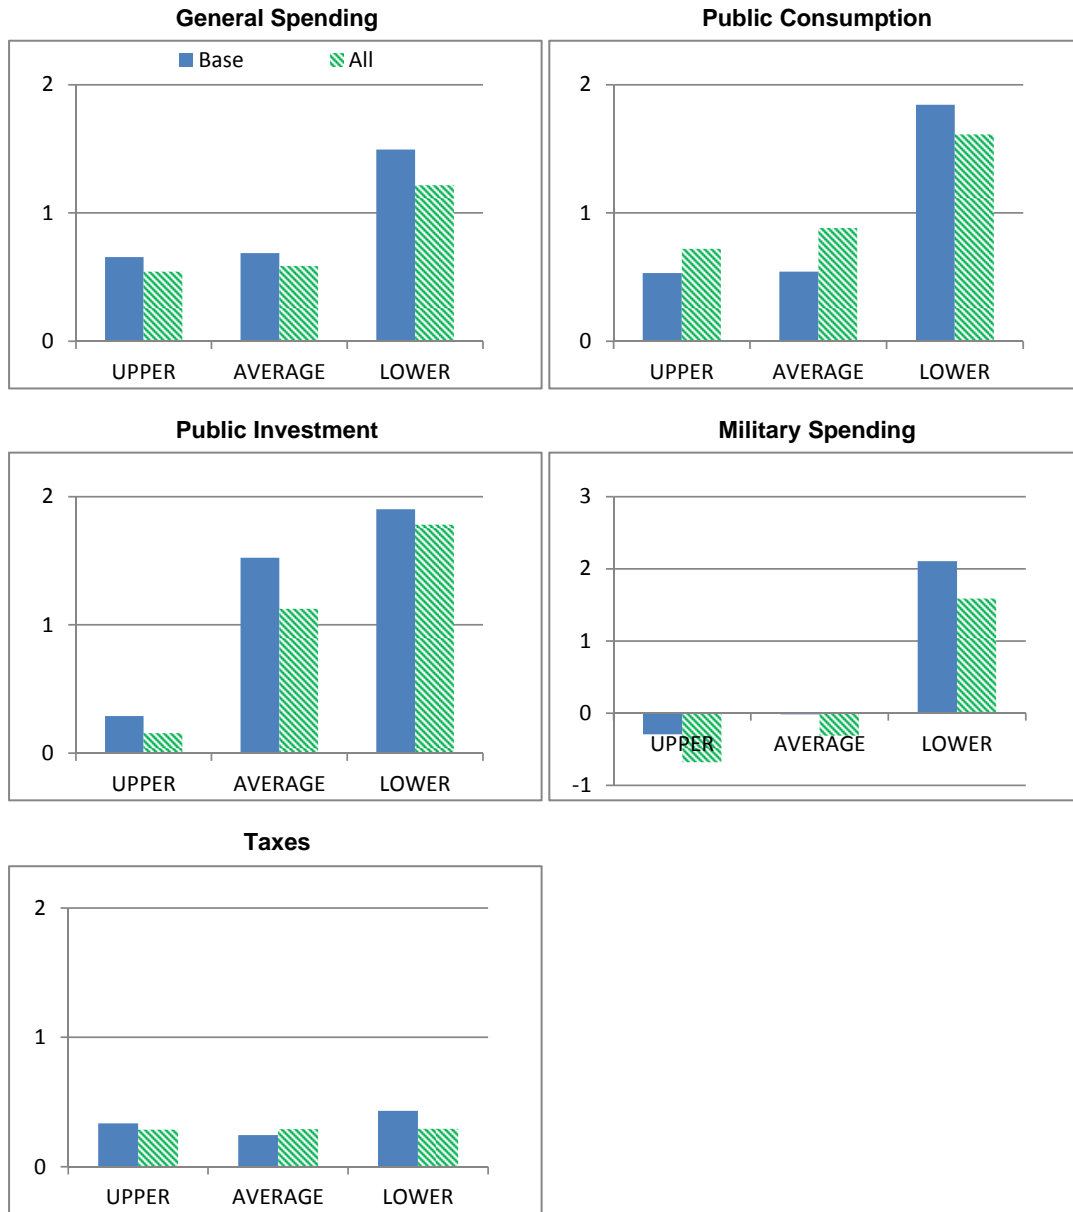 General Spending
Base All
2
1
0
UPPER AVERAGE LOWER
Public Consumption
2
1
0
UPPER AVERAGE LOWER
Public Investment
2
1
0
UPPER AVERAGE LOWER
Military Spending
3
2
1
0
-1
UPPER AVERAGE LOWER
Taxes
2
1
0
UPPER AVERAGE LOWER